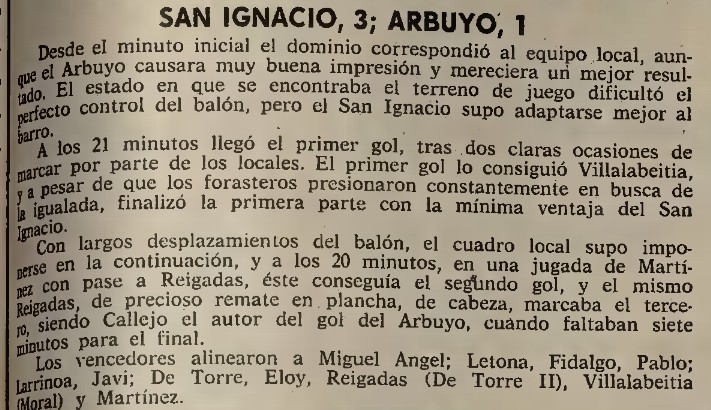 SAN IGNACIO, 3; ARBUYO, 1
Desde el minuto inicial el dominio correspondió al equipo local, aun-
que el Arbuyo causara muy buena impresión y mereciera un mejor resul-
tado. El estado en que se encontraba el terreno de juego dificultó el
perfecto control del balón, pero el San Ignacio supo adaptarse mejor al
barro.
A los 21 minutos llegó el primer gol, tras dos claras ocasiones de
marcar por parte de los locales. El primer gol lo consiguió Villalabeitia,
y a pesar de que los forasteros presionaron constantemente en busca de
la igualada, finalizó la primera parte con la mínima ventaja del San
Ignacio.
Con largos desplazamientos del balón, el cuadro local supo impo-
nerse en la continuación, y a los 20 minutos, en una jugada de Martí-
nez con pase a Reigadas, éste conseguía el segundo gol, y el mismo
Reigadas, de precioso remate en plancha, de cabeza, marcaba el terce-
ro, siendo Callejo el autor del gol del Arbuyo, cuando faltaban siete
minutos para el final.
Los vencedores alinearon a Miguel Angel; Letona, Fidalgo, Pablo;
Larrinoa, Javi; De Torre, Eloy, Reigadas (De Torre II), Villalabeitia
(Moral) y Martínez.